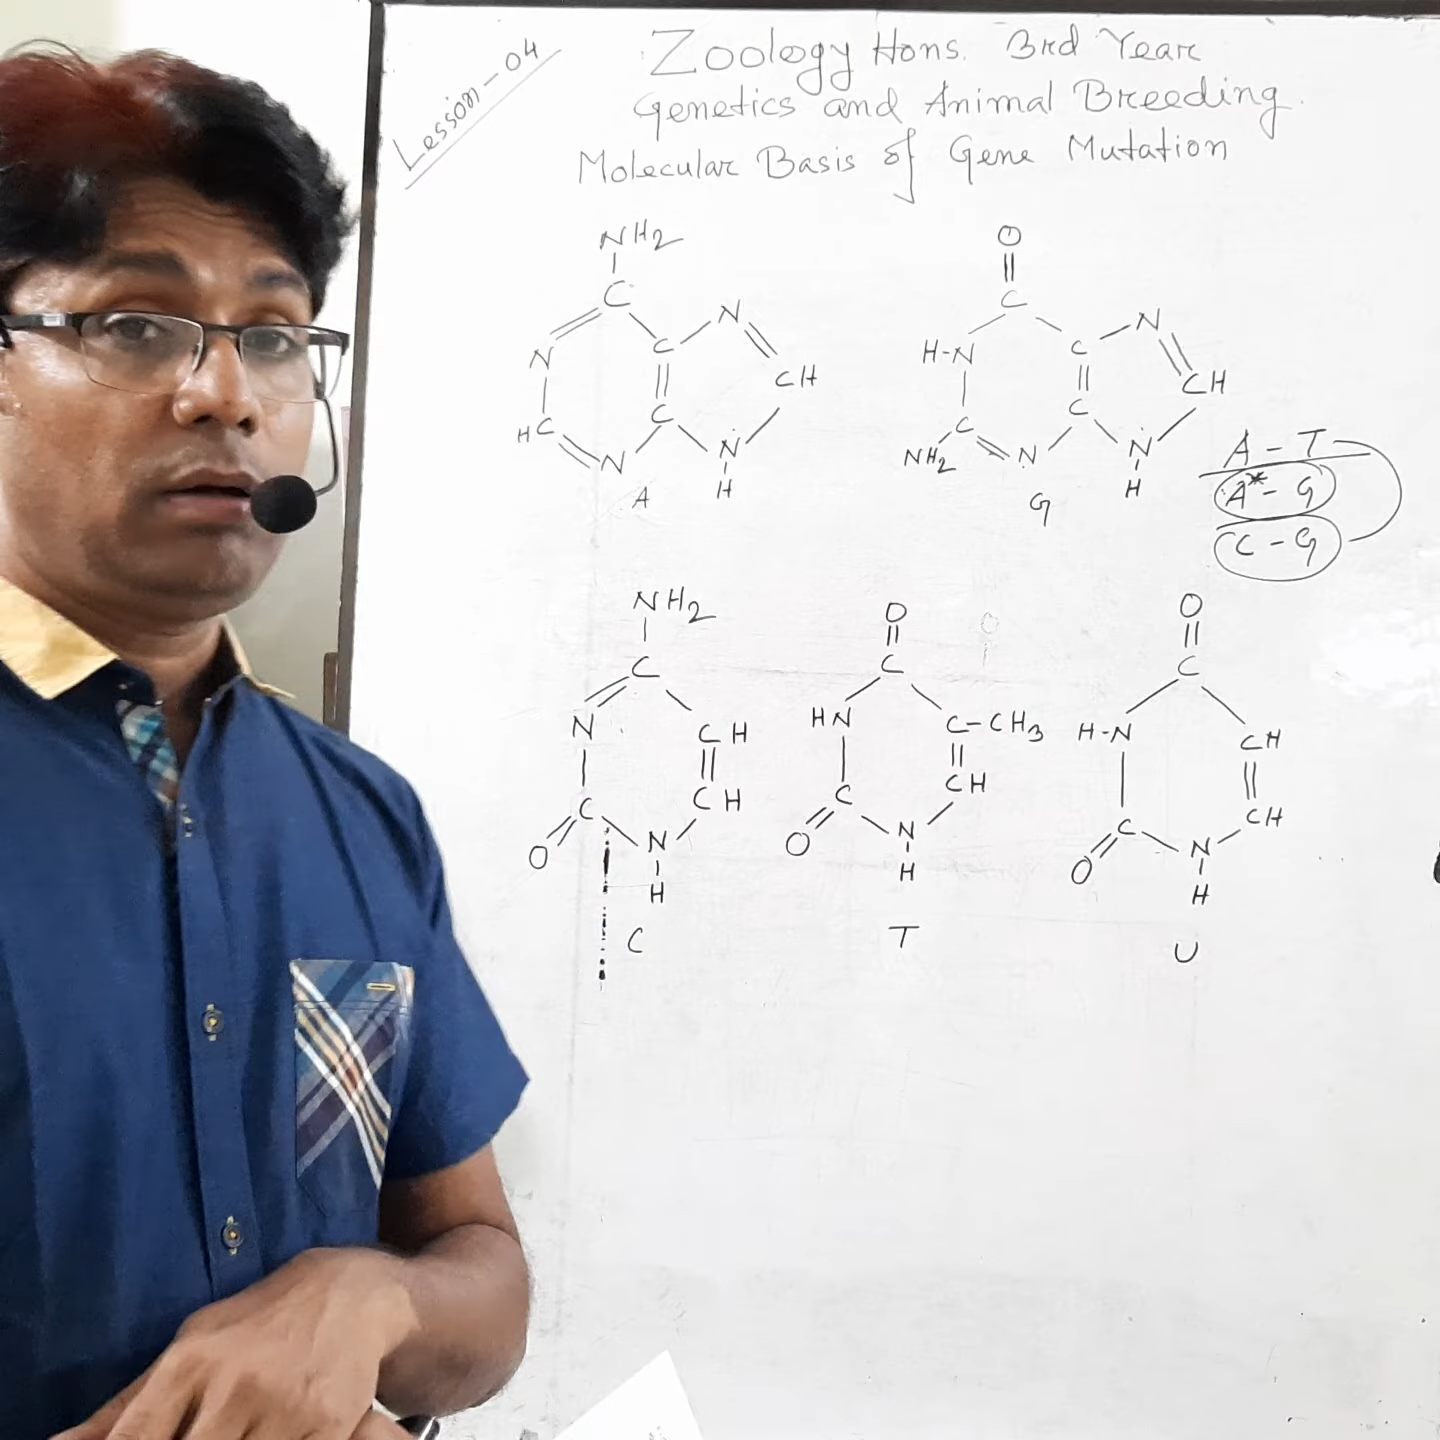 Lesson-04
Zoology Hons. 3rd Year
Genetics and Animal Breeding.
Molecular Basis of Gene Mutation
NH2
C
N
N
C
CH
HC
C
N
N
H
A
O
C
N
H-N
C
CH
C
C
NH2
N
N
H
G
A - T
A* - G
C - G
NH2
C
N
CH
C
CH
O
N
H
C
O
C
HN
C-CH3
C
CH
O
N
H
T
O
C
H-N
CH
C
CH
O
N
H
U